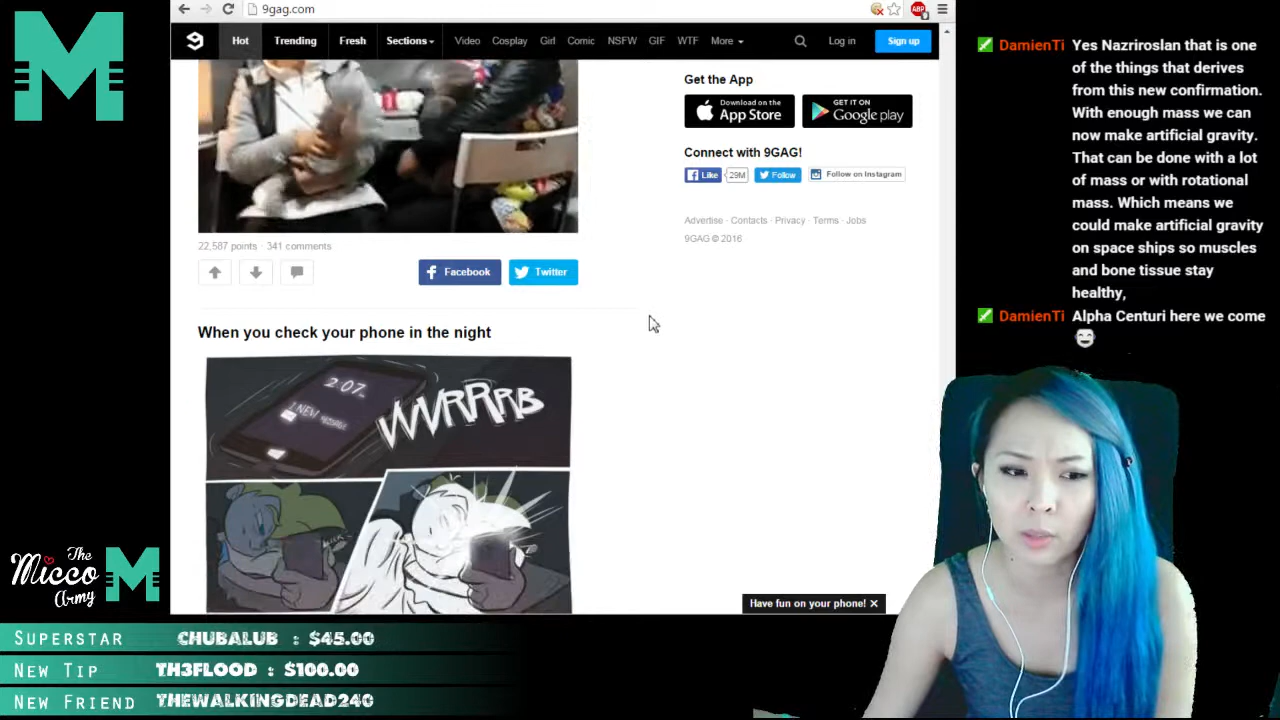 9gag.com
ABP
9
Hot Trending Fresh Sections Video Cosplay Girl Comic NSFW GIF WTF More Log in Sign up
22,587 points · 341 comments
Facebook Twitter
When you check your phone in the night
2:07
1 NEW
VVVRRRB
Get the App
Download on the
App Store
GET IT ON
Google play
Connect with 9GAG!
Like 29M Follow Follow on Instagram
Advertise · Contacts · Privacy · Terms · Jobs
9GAG © 2016
Have fun on your phone! ×
DamienTi Yes Nazriroslan that is one
of the things that derives
from this new confirmation.
With enough mass we can
now make artificial gravity.
That can be done with a lot
of mass or with rotational
mass. Which means we
could make artificial gravity
on space ships so muscles
and bone tissue stay
healthy,
DamienTi Alpha Centuri here we come
M
The
Micco
Army
M
SUPERSTAR CHUBALUB : $45.00
NEW TIP TH3FLOOD : $100.00
NEW FRIEND THEWALKINGDEAD240